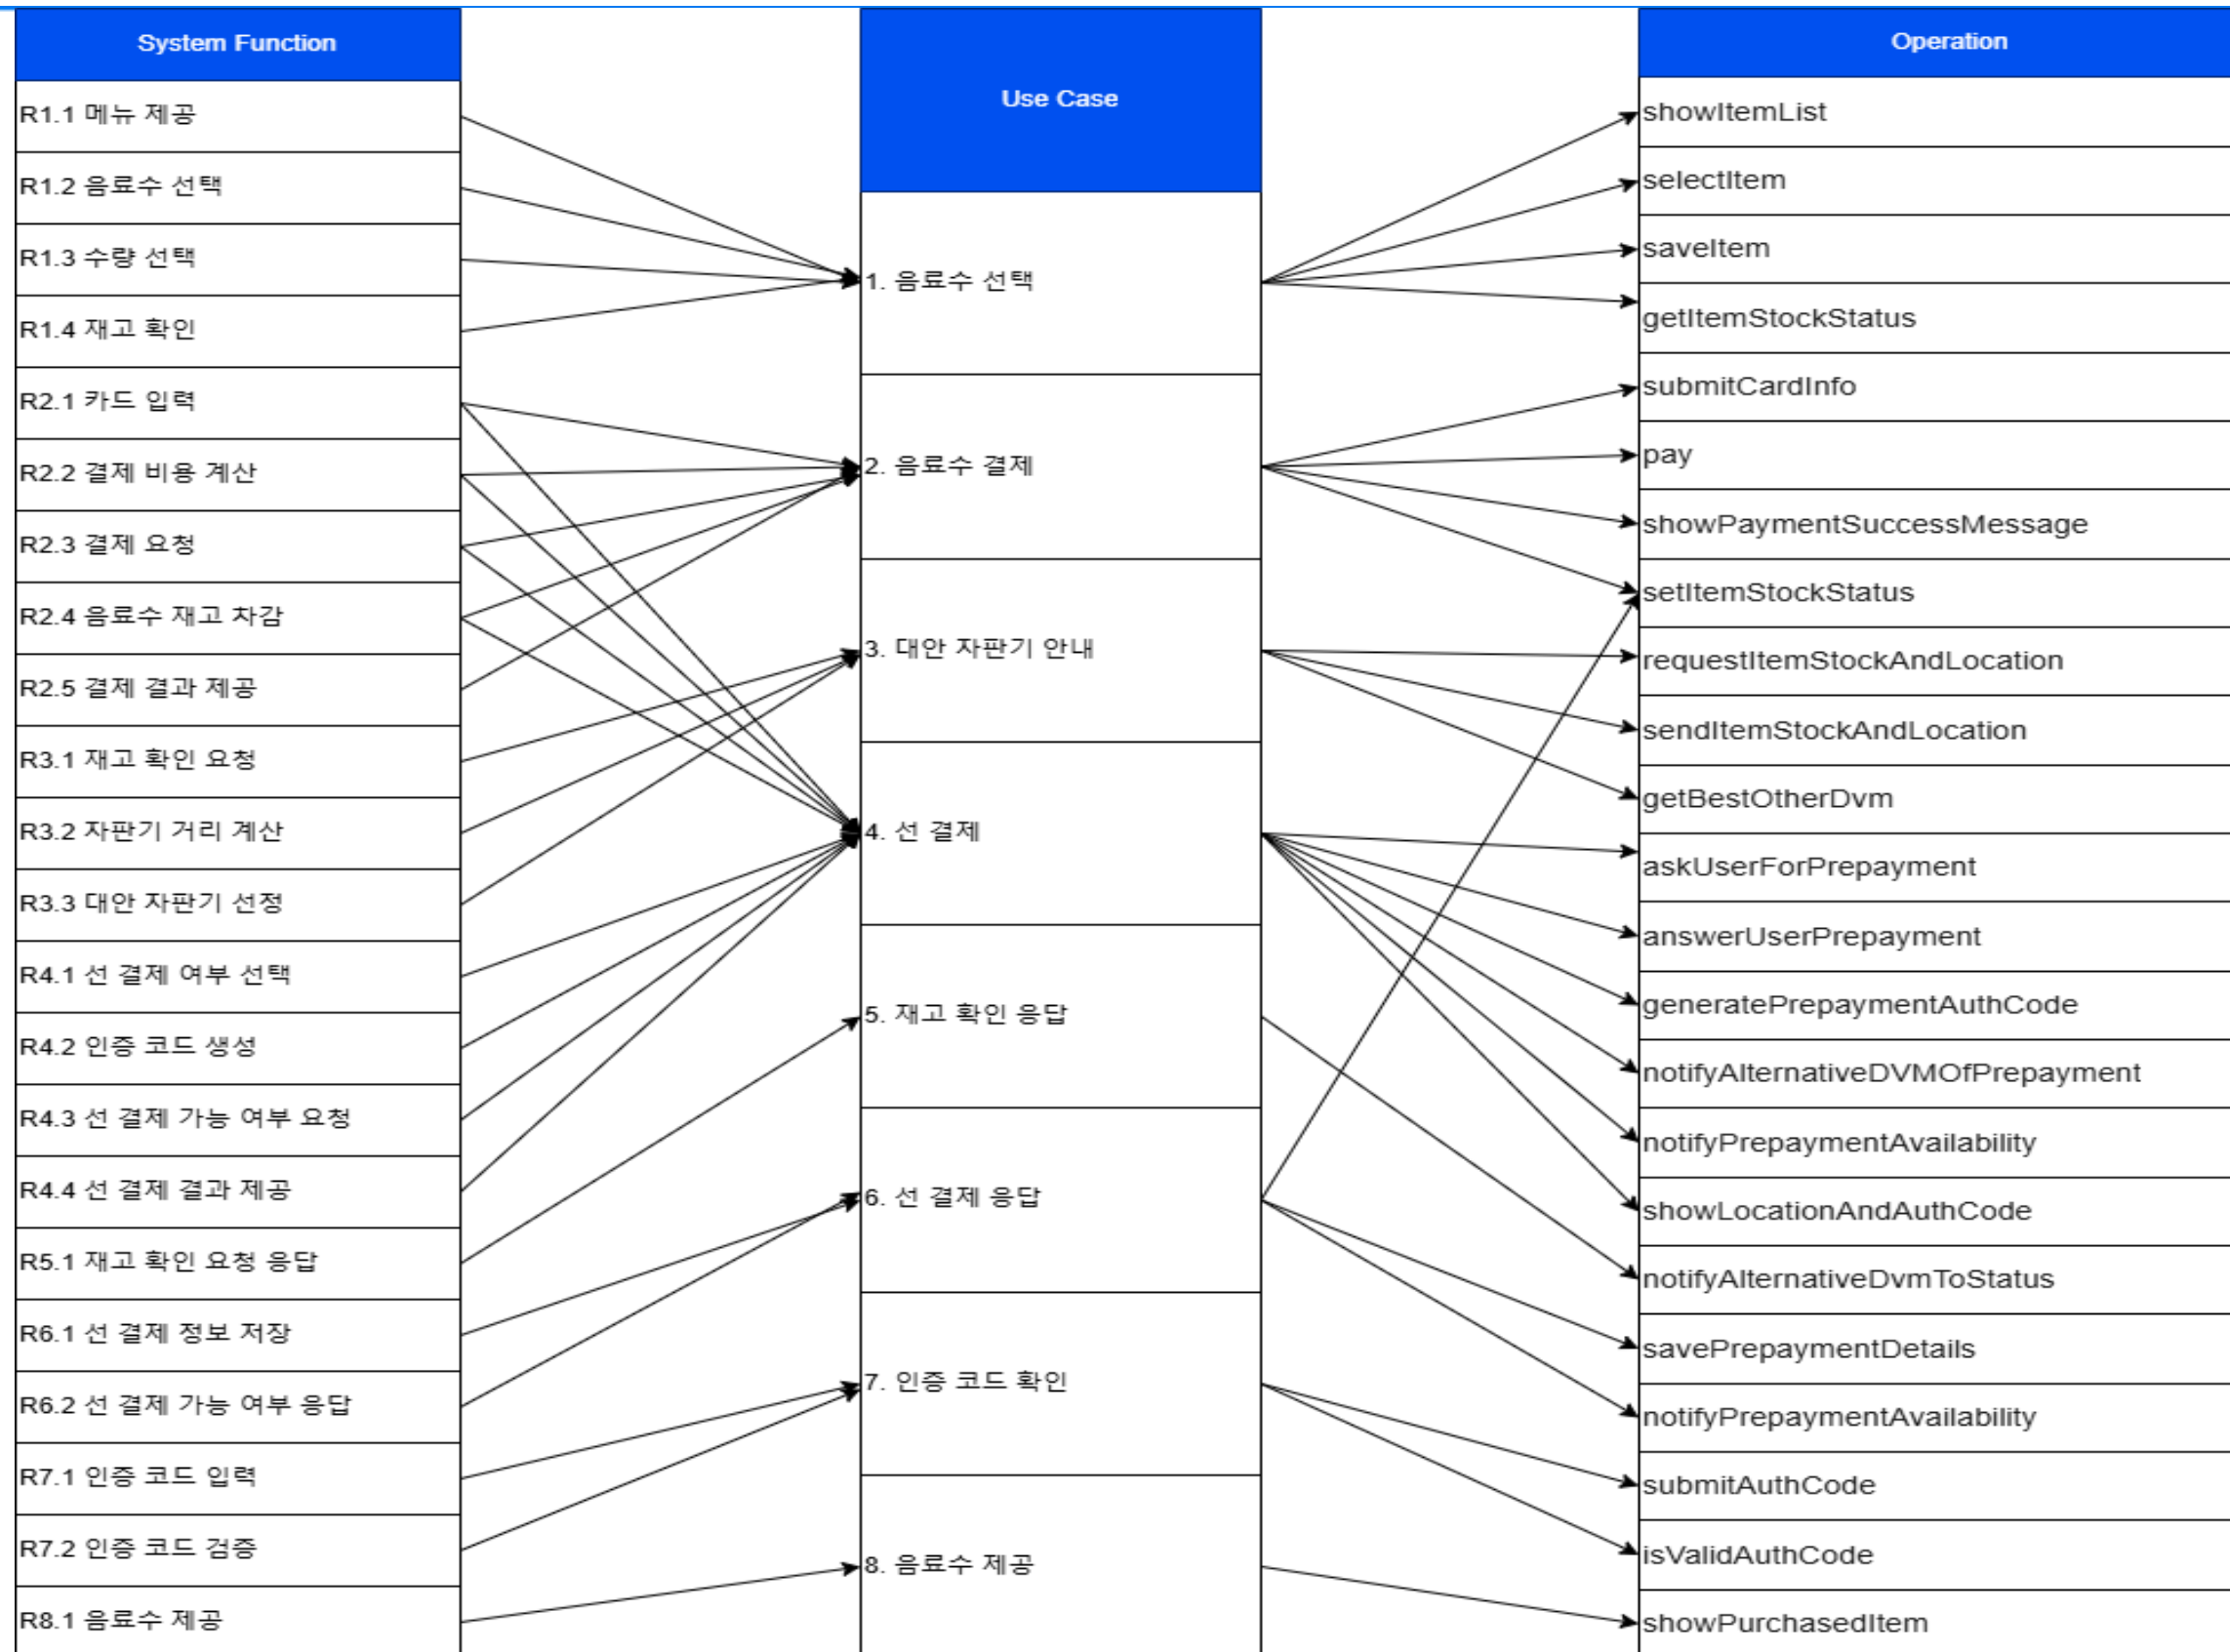 System Function
R1.1 메뉴 제공
R1.2 음료수 선택
R1.3 수량 선택
R1.4 재고 확인
R2.1 카드 입력
R2.2 결제 비용 계산
R2.3 결제 요청
R2.4 음료수 재고 차감
R2.5 결제 결과 제공
R3.1 재고 확인 요청
R3.2 자판기 거리 계산
R3.3 대안 자판기 선정
R4.1 선 결제 여부 선택
R4.2 인증 코드 생성
R4.3 선 결제 가능 여부 요청
R4.4 선 결제 결과 제공
R5.1 재고 확인 요청 응답
R6.1 선 결제 정보 저장
R6.2 선 결제 가능 여부 응답
R7.1 인증 코드 입력
R7.2 인증 코드 검증
R8.1 음료수 제공
Use Case
1. 음료수 선택
2. 음료수 결제
3. 대안 자판기 안내
4. 선 결제
5. 재고 확인 응답
6. 선 결제 응답
7. 인증 코드 확인
8. 음료수 제공
Operation
showItemList
selectItem
saveItem
getItemStockStatus
submitCardInfo
pay
showPaymentSuccessMessage
setItemStockStatus
requestItemStockAndLocation
sendItemStockAndLocation
getBestOtherDvm
askUserForPrepayment
answerUserPrepayment
generatePrepaymentAuthCode
notifyAlternativeDVMOfPrepayment
notifyPrepaymentAvailability
showLocationAndAuthCode
notifyAlternativeDvmToStatus
savePrepaymentDetails
notifyPrepaymentAvailability
submitAuthCode
isValidAuthCode
showPurchasedItem